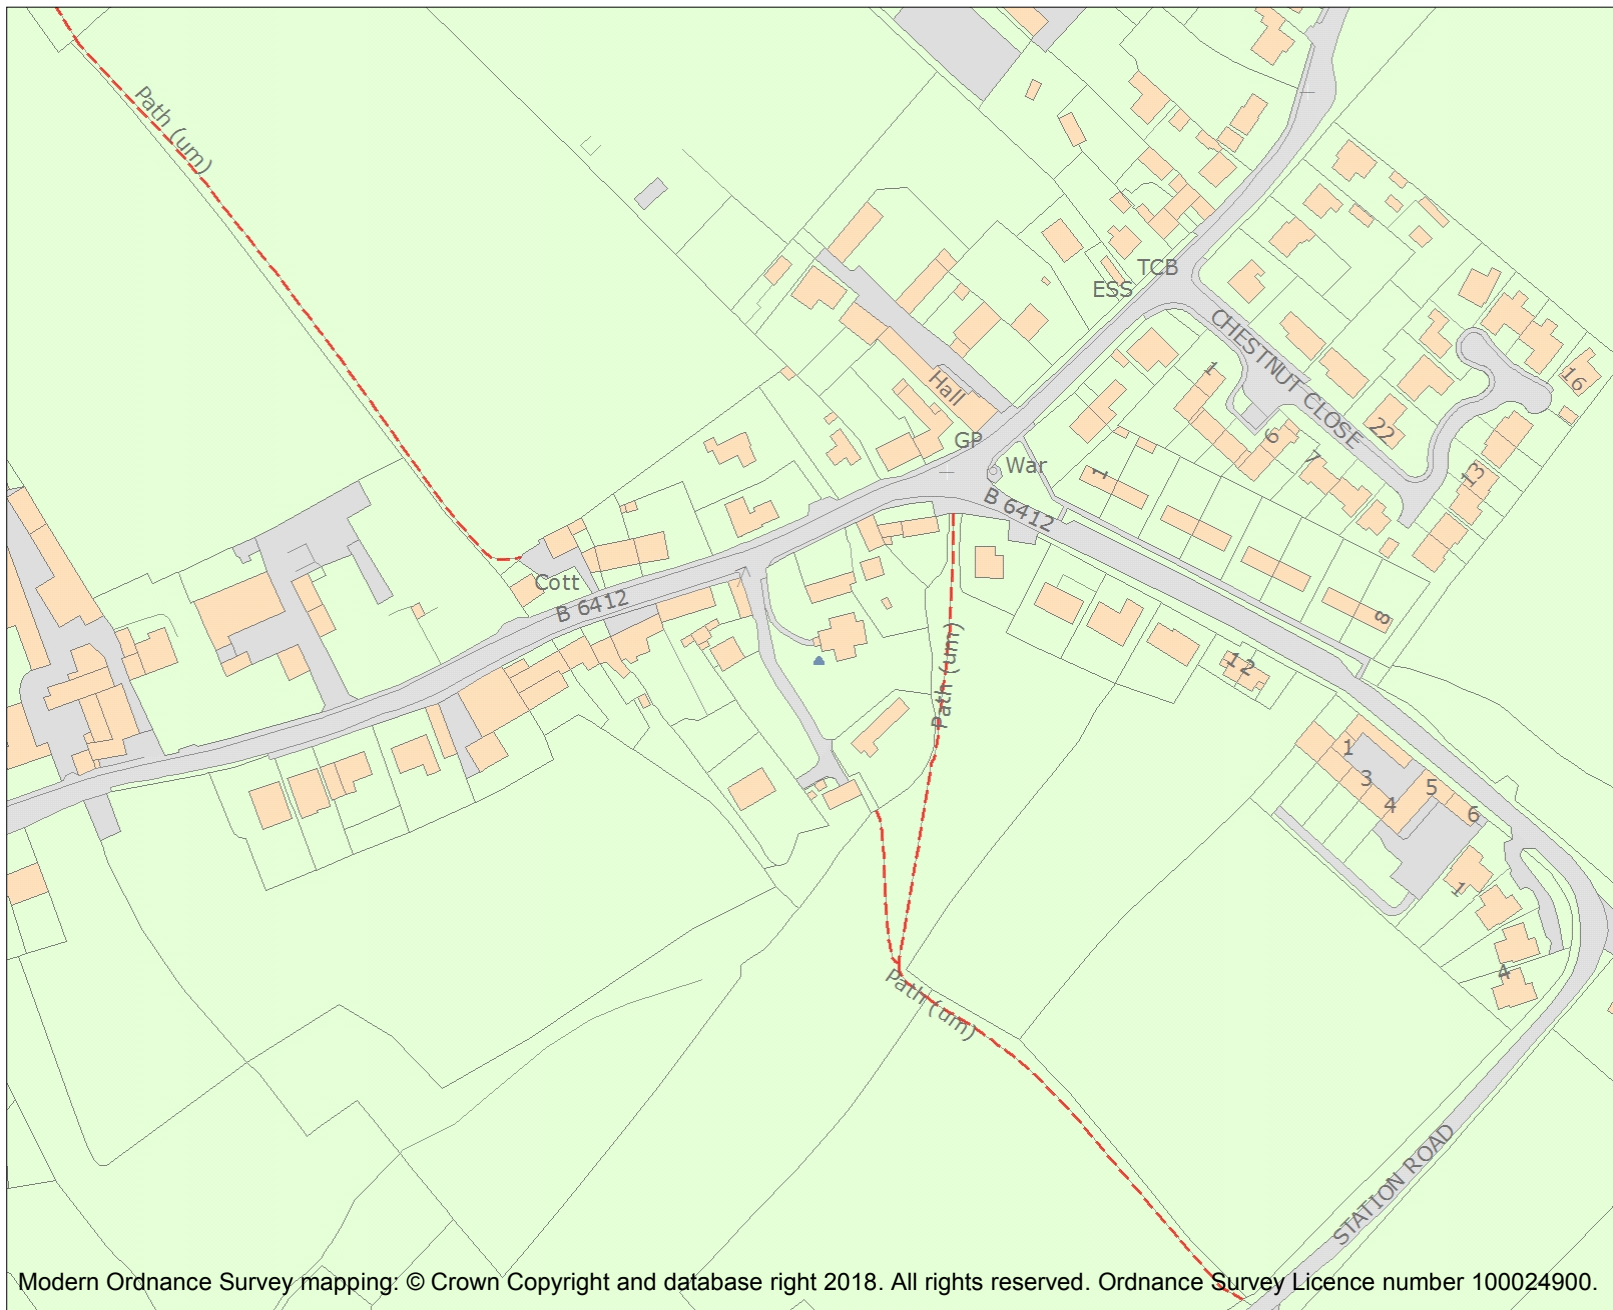 Path (um)
TCB
ESS
CHESTNUT CLOSE
1
16
Hall
22
6
GP
War
7
13
1
B 6412
Cott
B 6412
8
Path (um)
12
1
3
5
4
6
1
4
Path (um)
STATION ROAD
Modern Ordnance Survey mapping: © Crown Copyright and database right 2018. All rights reserved. Ordnance Survey Licence number 100024900.